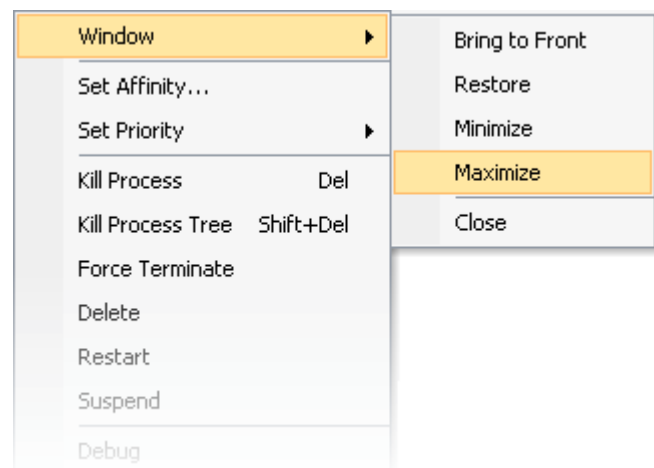 Window
Set Affinity...
Set Priority
Kill Process Del
Kill Process Tree Shift+Del
Force Terminate
Delete
Restart
Suspend
Debug
Bring to Front
Restore
Minimize
Maximize
Close